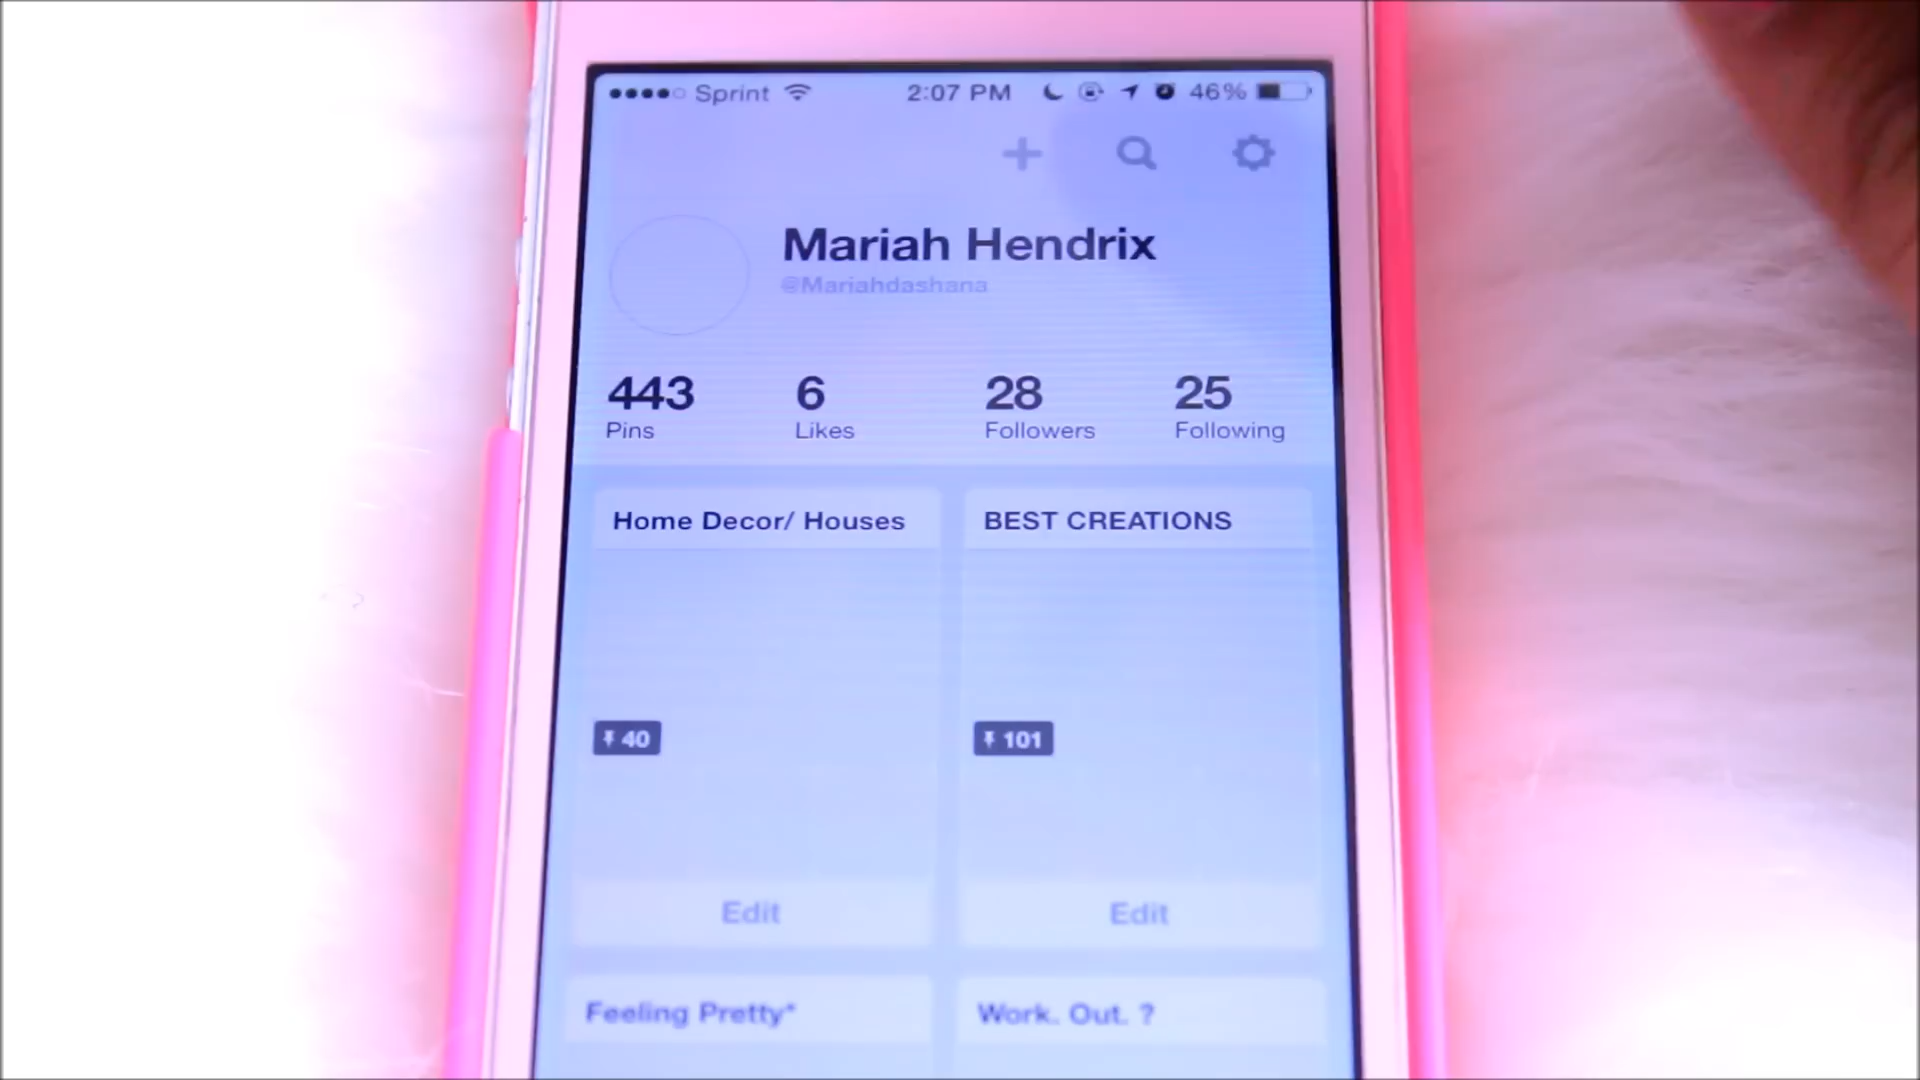 Sprint 2:07 PM 46%
Mariah Hendrix
@Mariahdashana
443 6 28 25
Pins Likes Followers Following
Home Decor/ Houses BEST CREATIONS
40 101
Edit Edit
Feeling Pretty* Work. Out. ?